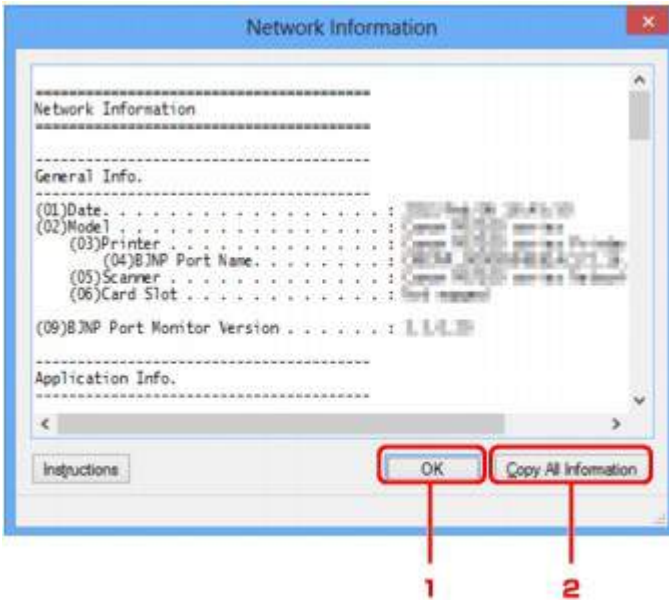 Network Information
======================================
Network Information
======================================
--------------------------------------
General Info.
--------------------------------------
(01)Date. . . . . . . . . . . . . . . . :
(02)Model . . . . . . . . . . . . . . . :
(03)Printer . . . . . . . . . . . . . :
(04)BJNP Port Name. . . . . . . . :
(05)Scanner . . . . . . . . . . . . . :
(06)Card Slot . . . . . . . . . . . . :
(09)BJNP Port Monitor Version . . . . . . :
--------------------------------------
Application Info.
--------------------------------------
Instructions OK Copy All Information
1 2